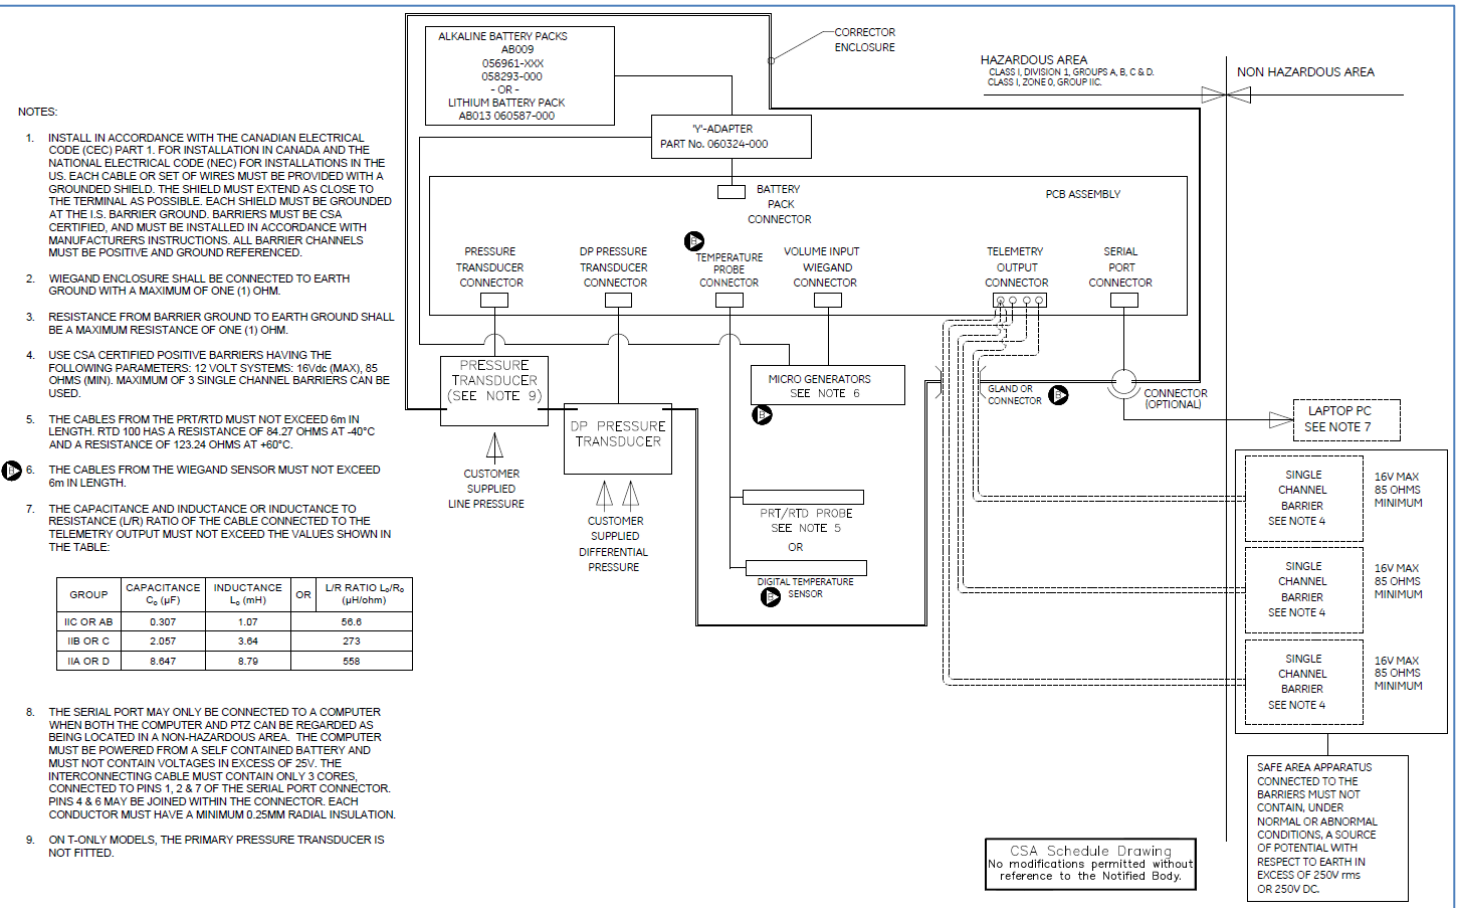 NOTES:
1. INSTALL IN ACCORDANCE WITH THE CANADIAN ELECTRICAL
CODE (CEC) PART 1. FOR INSTALLATION IN CANADA AND THE
NATIONAL ELECTRICAL CODE (NEC) FOR INSTALLATIONS IN THE
US. EACH CABLE OR SET OF WIRES MUST BE PROVIDED WITH A
GROUNDED SHIELD. THE SHIELD MUST EXTEND AS CLOSE TO
THE TERMINAL AS POSSIBLE. EACH SHIELD MUST BE GROUNDED
AT THE I.S. BARRIER GROUND. BARRIERS MUST BE CSA
CERTIFIED, AND MUST BE INSTALLED IN ACCORDANCE WITH
MANUFACTURERS INSTRUCTIONS. ALL BARRIER CHANNELS
MUST BE POSITIVE AND GROUND REFERENCED.
2. WIEGAND ENCLOSURE SHALL BE CONNECTED TO EARTH
GROUND WITH A MAXIMUM OF ONE (1) OHM.
3. RESISTANCE FROM BARRIER GROUND TO EARTH GROUND SHALL
BE A MAXIMUM RESISTANCE OF ONE (1) OHM.
4. USE CSA CERTIFIED POSITIVE BARRIERS HAVING THE
FOLLOWING PARAMETERS: 12 VOLT SYSTEMS: 16Vdc (MAX), 85
OHMS (MIN). MAXIMUM OF 3 SINGLE CHANNEL BARRIERS CAN BE
USED.
5. THE CABLES FROM THE PRT/RTD MUST NOT EXCEED 6m IN
LENGTH. RTD 100 HAS A RESISTANCE OF 84.27 OHMS AT -40°C
AND A RESISTANCE OF 123.24 OHMS AT +60°C.
6. THE CABLES FROM THE WIEGAND SENSOR MUST NOT EXCEED
6m IN LENGTH.
7. THE CAPACITANCE AND INDUCTANCE OR INDUCTANCE TO
RESISTANCE (L/R) RATIO OF THE CABLE CONNECTED TO THE
TELEMETRY OUTPUT MUST NOT EXCEED THE VALUES SHOWN IN
THE TABLE:
GROUP CAPACITANCE Cₒ (µF) INDUCTANCE Lₒ (mH) OR L/R RATIO Lₒ/Rₒ (µH/ohm)
IIC OR AB 0.307 1.07 56.6
IIB OR C 2.057 3.64 273
IIA OR D 8.647 8.79 558
8. THE SERIAL PORT MAY ONLY BE CONNECTED TO A COMPUTER
WHEN BOTH THE COMPUTER AND PTZ CAN BE REGARDED AS
BEING LOCATED IN A NON-HAZARDOUS AREA. THE COMPUTER
MUST BE POWERED FROM A SELF CONTAINED BATTERY AND
MUST NOT CONTAIN VOLTAGES IN EXCESS OF 25V. THE
INTERCONNECTING CABLE MUST CONTAIN ONLY 3 CORES,
CONNECTED TO PINS 1, 2 & 7 OF THE SERIAL PORT CONNECTOR.
PINS 4 & 6 MAY BE JOINED WITHIN THE CONNECTOR. EACH
CONDUCTOR MUST HAVE A MINIMUM 0.25MM RADIAL INSULATION.
9. ON T-ONLY MODELS, THE PRIMARY PRESSURE TRANSDUCER IS
NOT FITTED.
ALKALINE BATTERY PACKS
AB009
056961-XXX
058293-000
- OR -
LITHIUM BATTERY PACK
AB013 060587-000
CORRECTOR
ENCLOSURE
HAZARDOUS AREA
CLASS I, DIVISION 1, GROUPS A, B, C & D.
CLASS I, ZONE 0, GROUP IIC.
NON HAZARDOUS AREA
'Y'-ADAPTER
PART No. 060324-000
BATTERY
PACK
CONNECTOR
PCB ASSEMBLY
PRESSURE
TRANSDUCER
CONNECTOR
DP PRESSURE
TRANSDUCER
CONNECTOR
TEMPERATURE
PROBE
CONNECTOR
VOLUME INPUT
WIEGAND
CONNECTOR
TELEMETRY
OUTPUT
CONNECTOR
SERIAL
PORT
CONNECTOR
PRESSURE
TRANSDUCER
(SEE NOTE 9)
DP PRESSURE
TRANSDUCER
MICRO GENERATORS
SEE NOTE 6
GLAND OR
CONNECTOR
CONNECTOR
(OPTIONAL)
LAPTOP PC
SEE NOTE 7
CUSTOMER
SUPPLIED
LINE PRESSURE
CUSTOMER
SUPPLIED
DIFFERENTIAL
PRESSURE
PRT/RTD PROBE
SEE NOTE 5
OR
DIGITAL TEMPERATURE
SENSOR
SINGLE
CHANNEL
BARRIER
SEE NOTE 4
16V MAX
85 OHMS
MINIMUM
SINGLE
CHANNEL
BARRIER
SEE NOTE 4
16V MAX
85 OHMS
MINIMUM
SINGLE
CHANNEL
BARRIER
SEE NOTE 4
16V MAX
85 OHMS
MINIMUM
SAFE AREA APPARATUS
CONNECTED TO THE
BARRIERS MUST NOT
CONTAIN, UNDER
NORMAL OR ABNORMAL
CONDITIONS, A SOURCE
OF POTENTIAL WITH
RESPECT TO EARTH IN
EXCESS OF 250V rms
OR 250V DC.
CSA Schedule Drawing
No modifications permitted without
reference to the Notified Body.